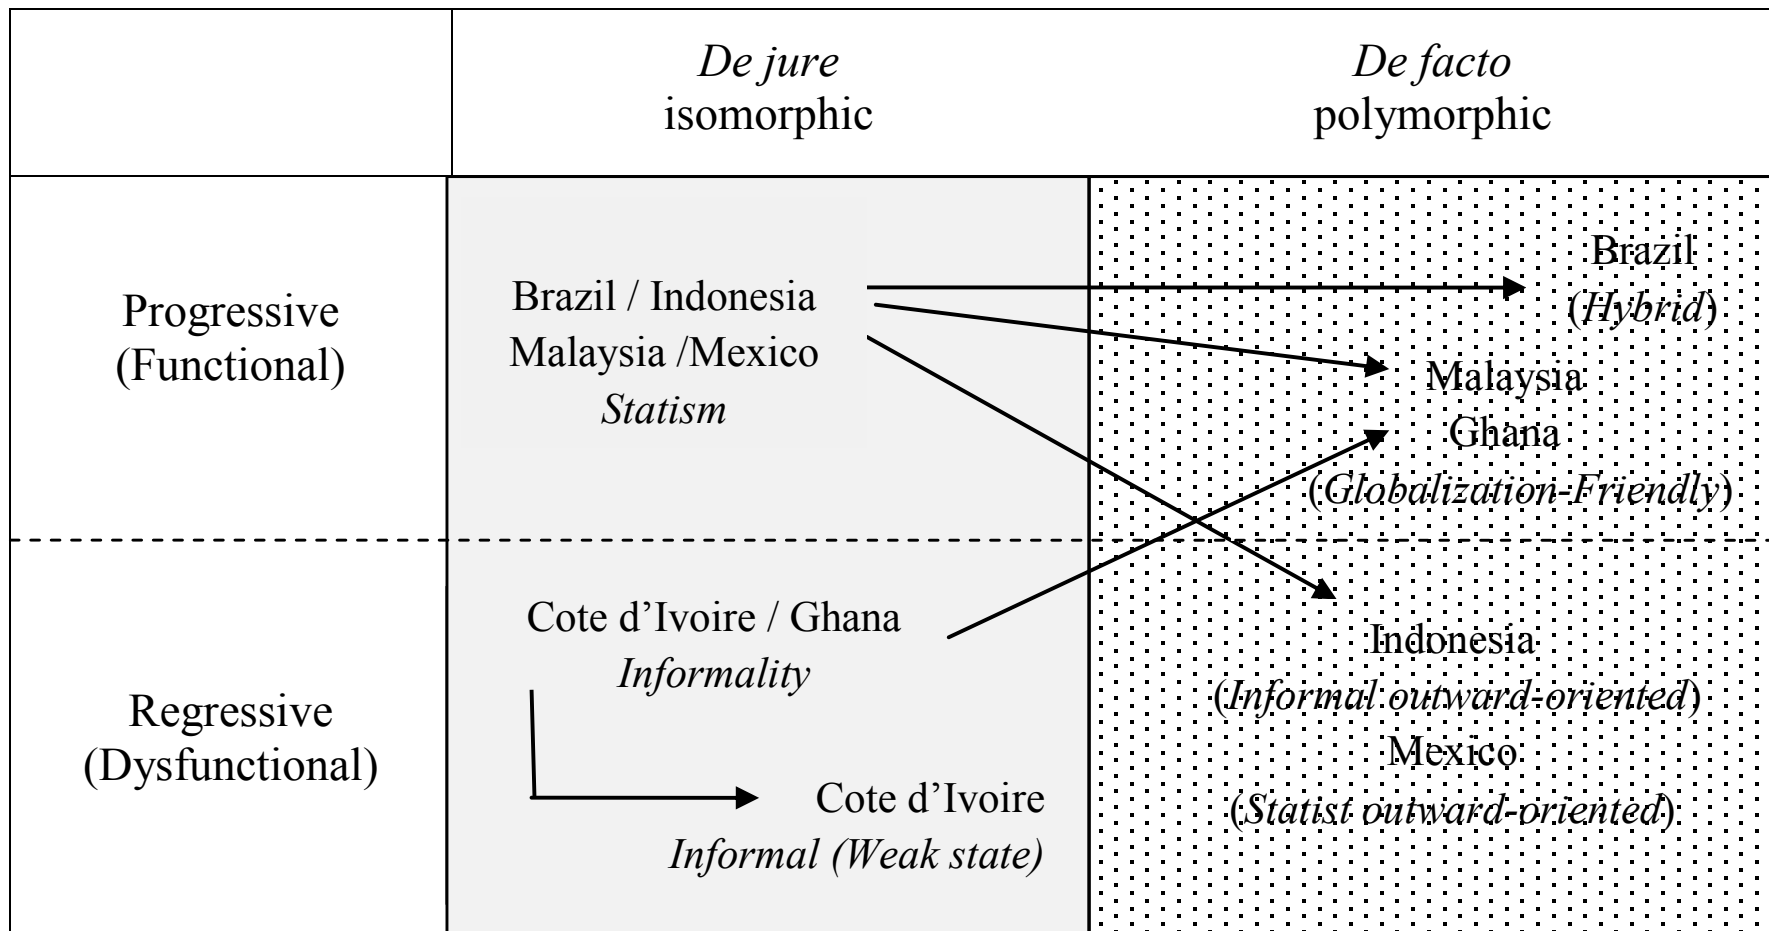 De jure
isomorphic
De facto
polymorphic
Progressive
(Functional)
Brazil / Indonesia
Malaysia /Mexico
Statism
Brazil
(Hybrid)
Malaysia
Ghana
(Globalization-Friendly)
Regressive
(Dysfunctional)
Cote d’Ivoire / Ghana
Informality
Cote d’Ivoire
Informal (Weak state)
Indonesia
(Informal outward-oriented)
Mexico
(Statist outward-oriented)